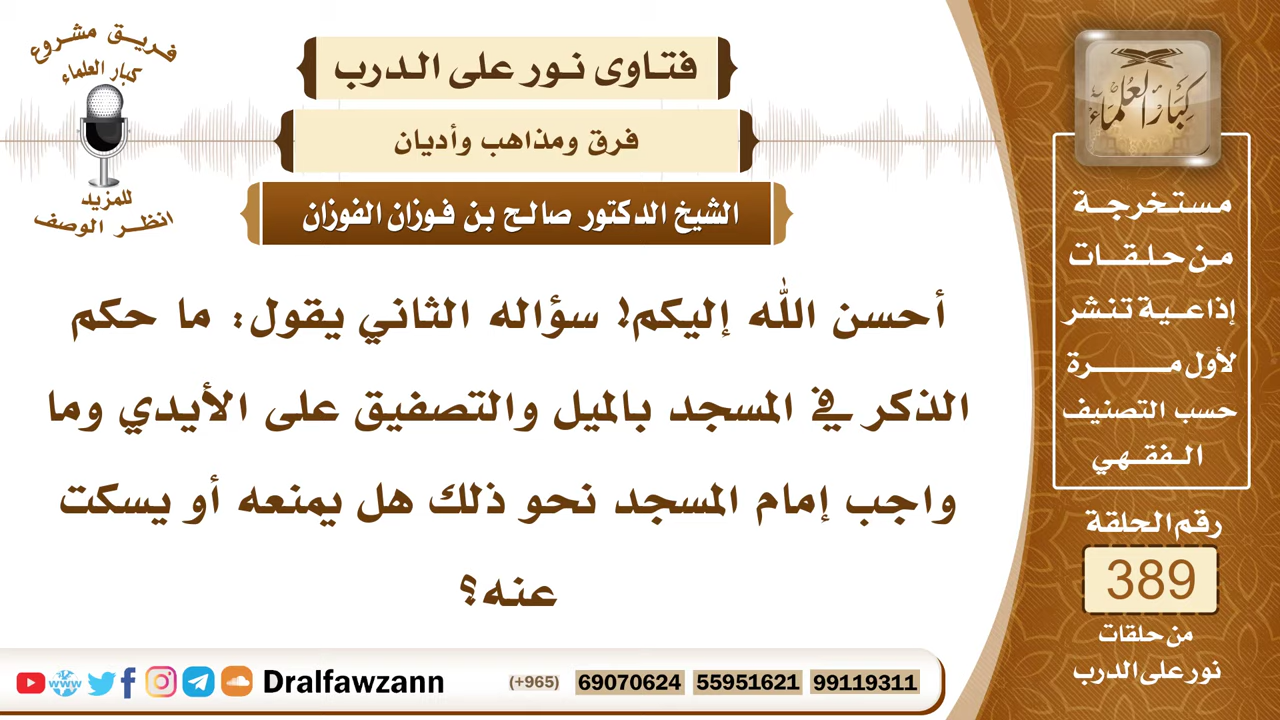 فريق مشروع
كبار العلماء
للمزيد
انظر الوصف
فتاوى نور على الدرب
فرق ومذاهب وأديان
الشيخ الدكتور صالح بن فوزان الفوزان
أحسن الله إليكم! سؤاله الثاني يقول: ما حكم
الذكر في المسجد بالميل والتصفيق على الأيدي وما
واجب إمام المسجد نحو ذلك هل يمنعه أو يسكت
عنه؟
كبار العلماء
مستخرجة
من حلقات
إذاعية تنشر
لأول مرة
حسب التصنيف
الفقهي
رقم الحلقة
389
من حلقات
نور على الدرب
www Dralfawzann (+965) 69070624 55951621 99119311